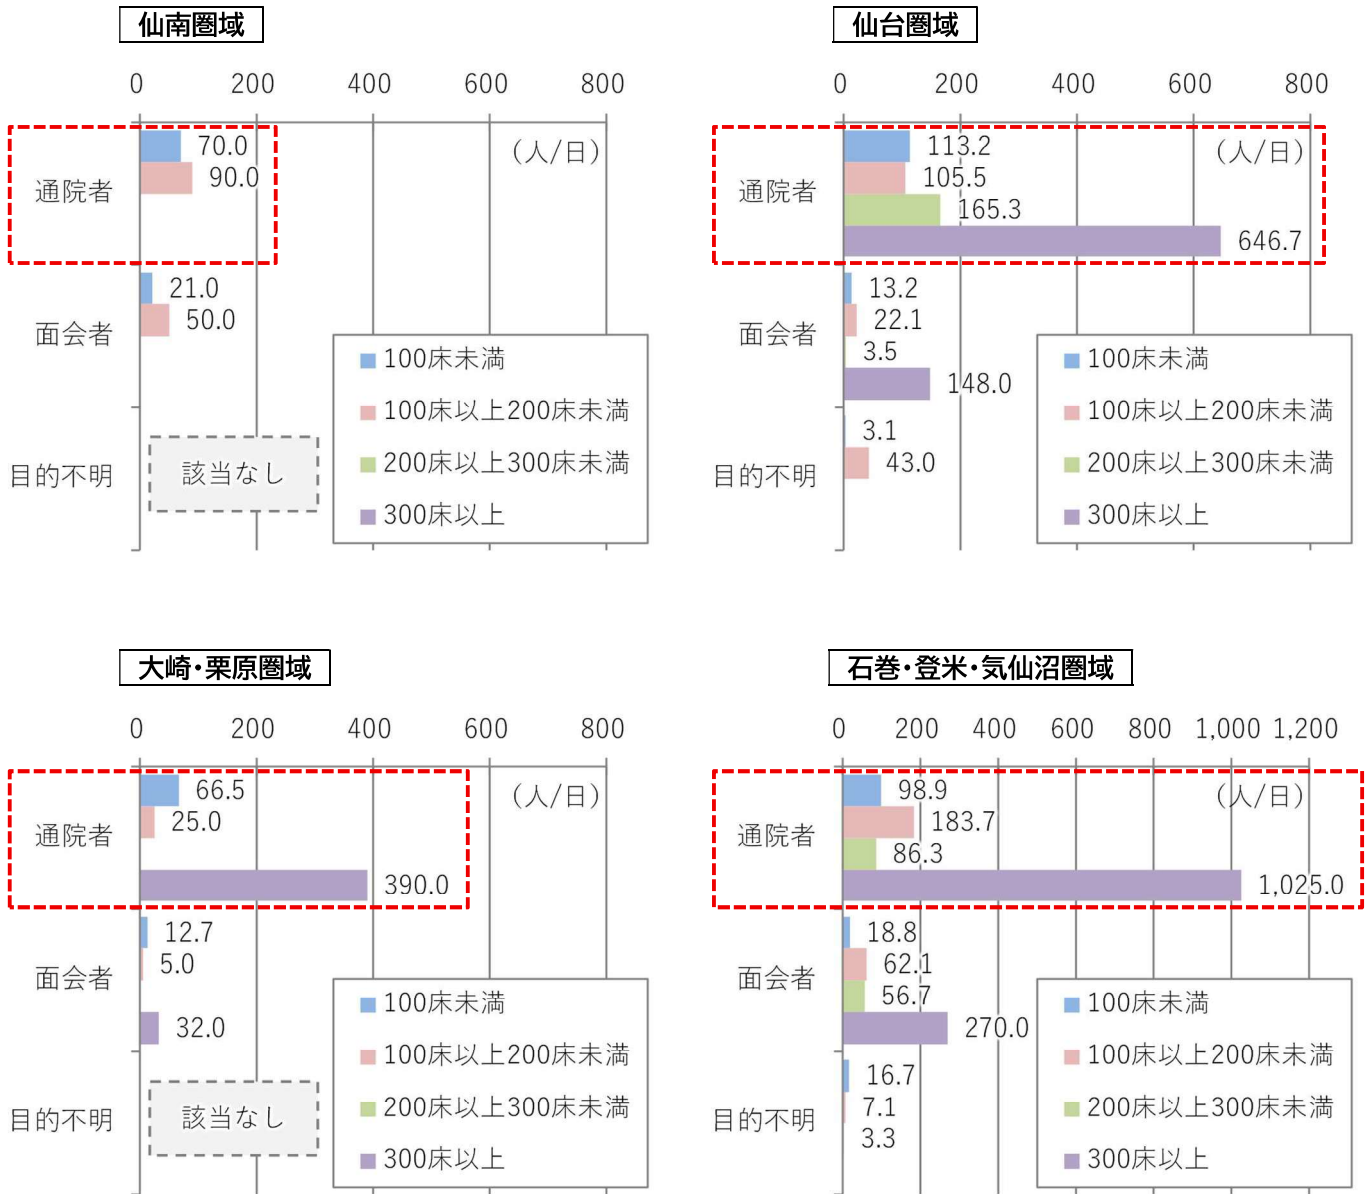 仙南圏域
0 200 400 600 800
(人/日)
通院者
70.0
90.0
面会者
21.0
50.0
目的不明
該当なし
100床未満
100床以上200床未満
200床以上300床未満
300床以上
仙台圏域
0 200 400 600 800
(人/日)
通院者
113.2
105.5
165.3
646.7
面会者
13.2
22.1
3.5
148.0
目的不明
3.1
43.0
100床未満
100床以上200床未満
200床以上300床未満
300床以上
大崎・栗原圏域
0 200 400 600 800
(人/日)
通院者
66.5
25.0
390.0
面会者
12.7
5.0
32.0
目的不明
該当なし
100床未満
100床以上200床未満
200床以上300床未満
300床以上
石巻・登米・気仙沼圏域
0 200 400 600 800 1,000 1,200
(人/日)
通院者
98.9
183.7
86.3
1,025.0
面会者
18.8
62.1
56.7
270.0
目的不明
16.7
7.1
3.3
100床未満
100床以上200床未満
200床以上300床未満
300床以上